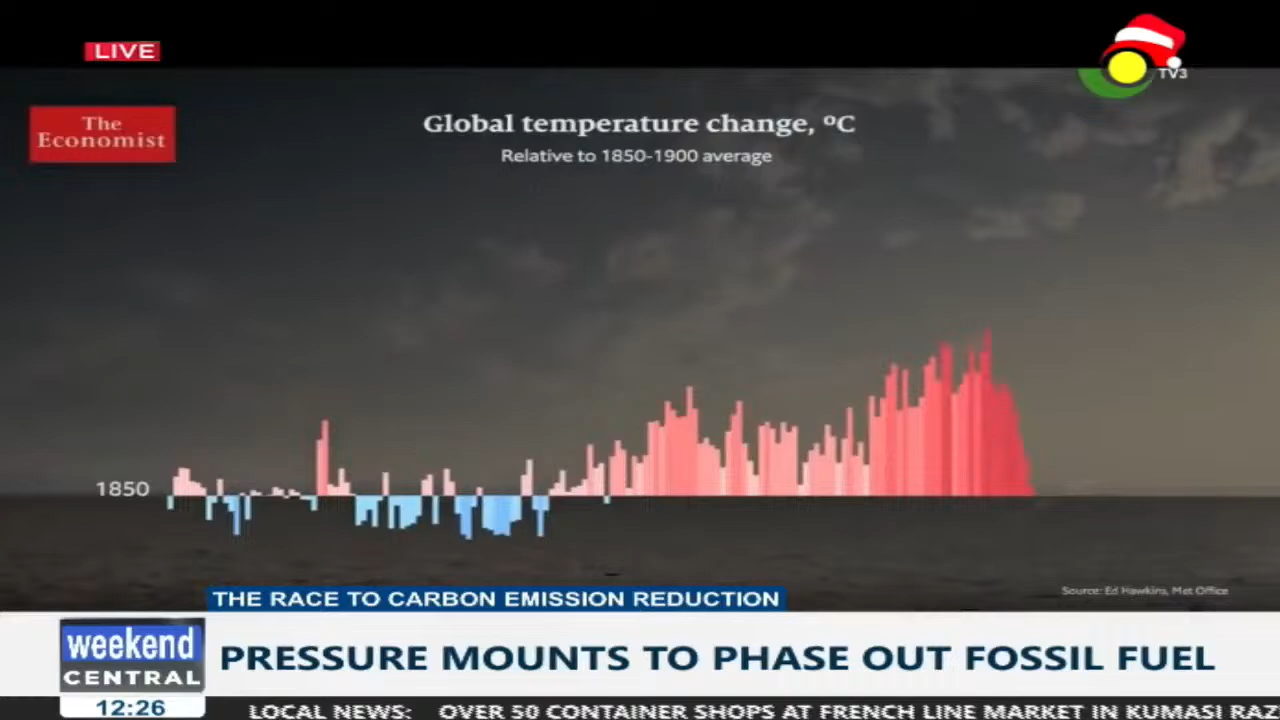 LIVE
TV3
The
Economist
Global temperature change, ºC
Relative to 1850-1900 average
1850
Source: Ed Hawkins, Met Office
THE RACE TO CARBON EMISSION REDUCTION
weekend
CENTRAL
PRESSURE MOUNTS TO PHASE OUT FOSSIL FUEL
12:26
LOCAL NEWS: OVER 50 CONTAINER SHOPS AT FRENCH LINE MARKET IN KUMASI RAZ